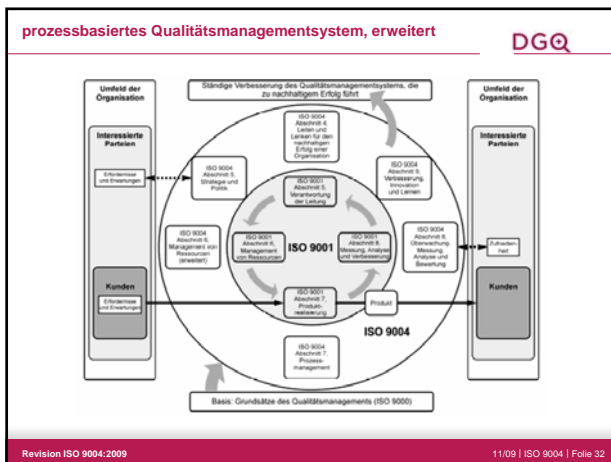 prozessbasiertes Qualitätsmanagementsystem, erweitert
DGQ
Umfeld der
Organisation
Interessierte
Parteien
Erfordernisse
und Erwartungen
Kunden
Erfordernisse
und Erwartungen
Ständige Verbesserung des Qualitätsmanagementsystems, die
zu nachhaltigem Erfolg führt
ISO 9004
Abschnitt 4,
Leiten und
Lenken für den
nachhaltigen
Erfolg einer
Organisation
ISO 9004
Abschnitt 5,
Strategie und
Politik
ISO 9004
Abschnitt 9,
Verbesserung,
Innovation
und Lernen
ISO 9001
Abschnitt 5,
Verantwortung
der Leitung
ISO 9004
Abschnitt 6,
Management von
Ressourcen
(erweitert)
ISO 9001
Abschnitt 6,
Management
von Ressourcen
ISO 9001
ISO 9001
Abschnitt 8,
Messung, Analyse
und Verbesserung
ISO 9004
Abschnitt 8,
Überwachung,
Messung,
Analyse und
Bewertung
ISO 9001
Abschnitt 7,
Produkt-
realisierung
Produkt
ISO 9004
ISO 9004
Abschnitt 7,
Prozess-
management
Basis: Grundsätze des Qualitätsmanagements (ISO 9000)
Umfeld der
Organisation
Interessierte
Parteien
Zufrieden-
heit
Kunden
Revision ISO 9004:2009
11/09 | ISO 9004 | Folie 32